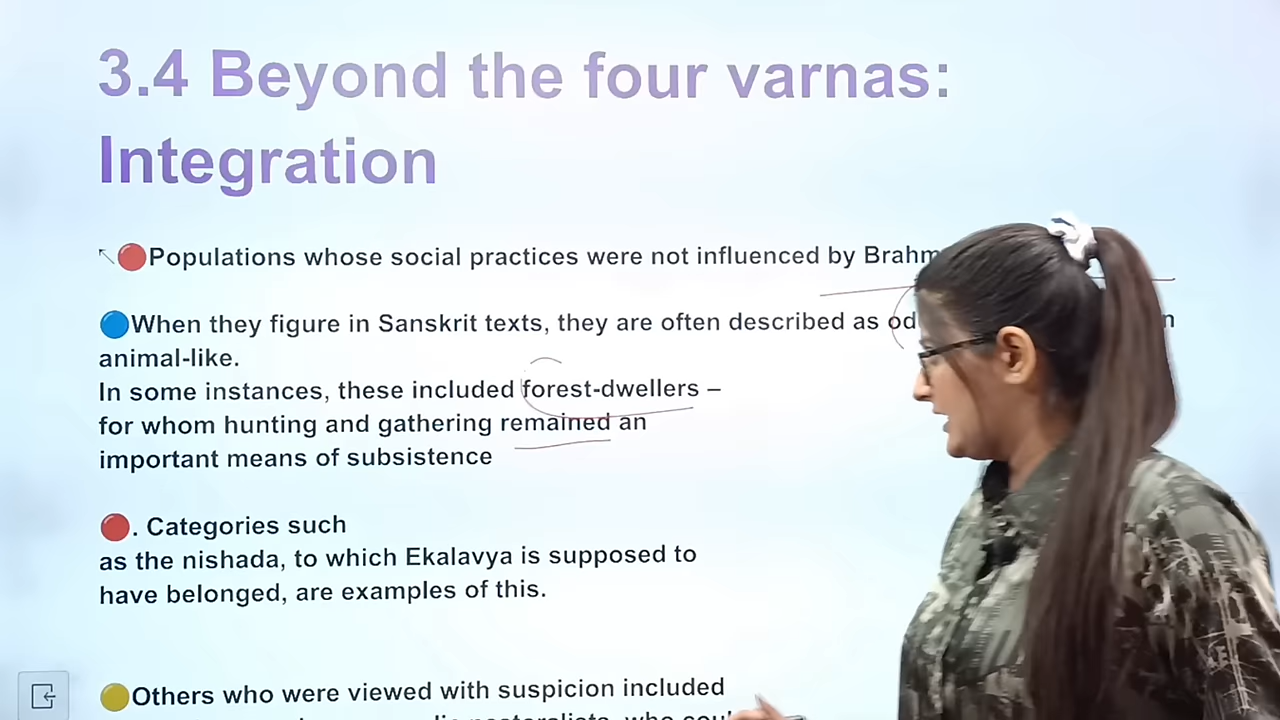 3.4 Beyond the four varnas:
Integration
Populations whose social practices were not influenced by
When they figure in Sanskrit texts, they are often described as
animal-like.
In some instances, these included forest-dwellers –
for whom hunting and gathering remained an
important means of subsistence
. Categories such
as the nishada, to which Ekalavya is supposed to
have belonged, are examples of this.
Others who were viewed with suspicion included